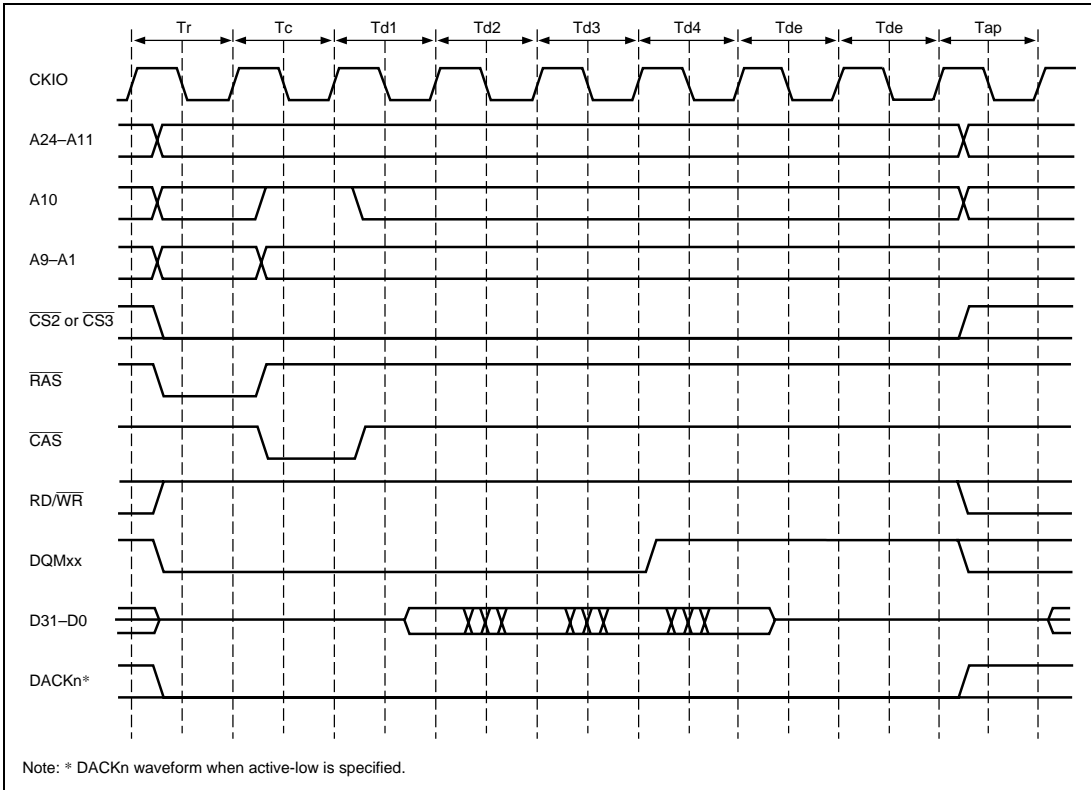 Tr Tc Td1 Td2 Td3 Td4 Tde Tde Tap
CKIO
A24–A11
A10
A9–A1
CS2 or CS3
RAS
CAS
RD/WR
DQMxx
D31–D0
DACKn*
Note: * DACKn waveform when active-low is specified.